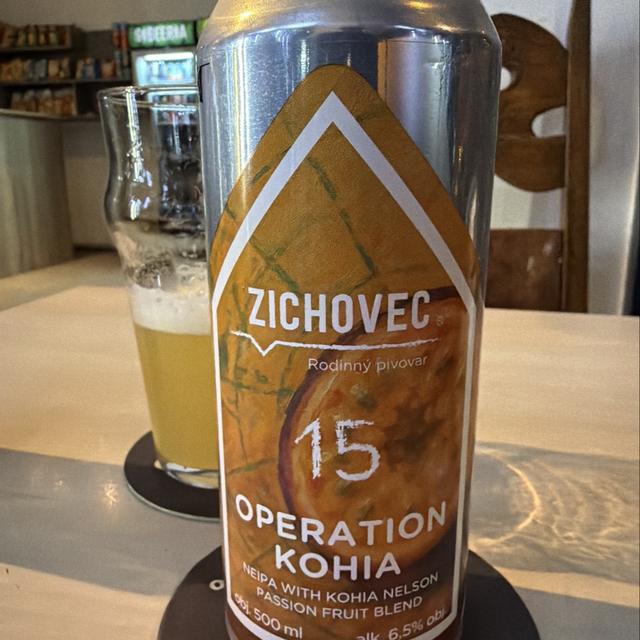 ZICHOVEC
Rodinný pivovar
15
OPERATION
KOHIA
NEIPA WITH KOHIA NELSON
PASSION FRUIT BLEND
obj. 500 ml alk. 6,5% obj.